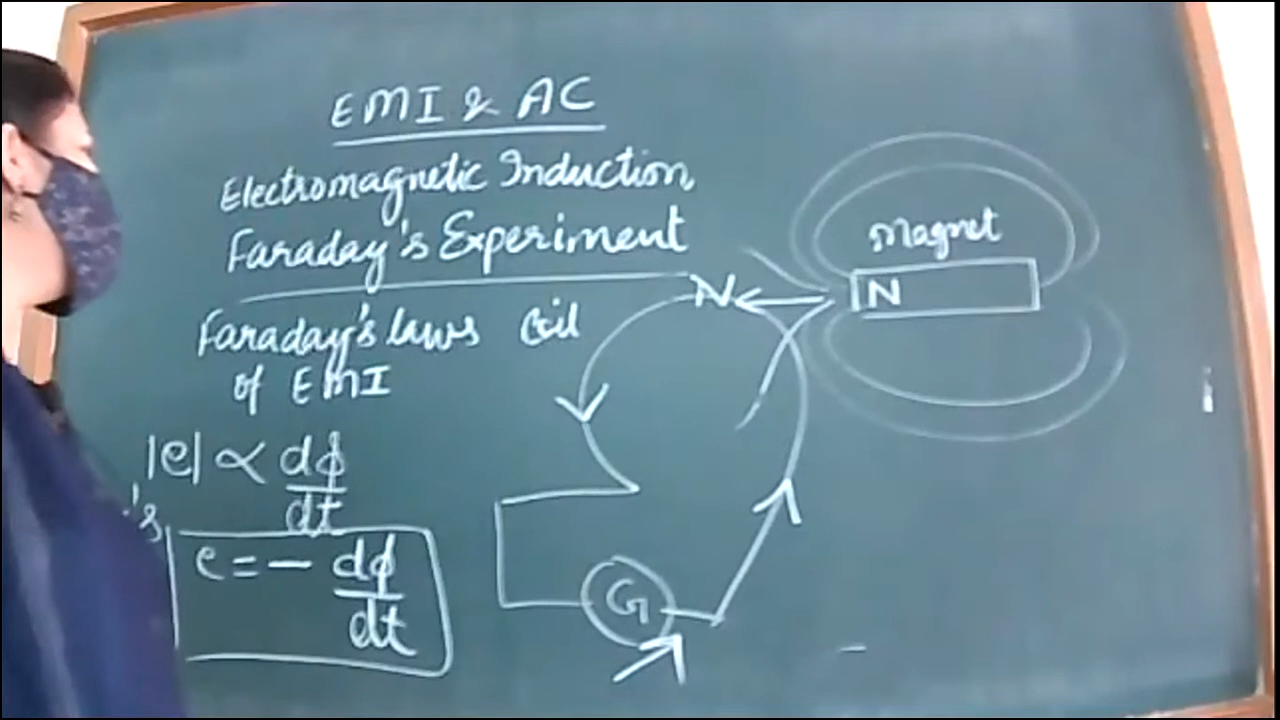 EMI & AC
Electromagnetic Induction,
Faraday's Experiment
Faraday's laws Coil
of EMI
|e| ∝ dϕ/dt
's
e = - dϕ/dt
N
Magnet
N
G